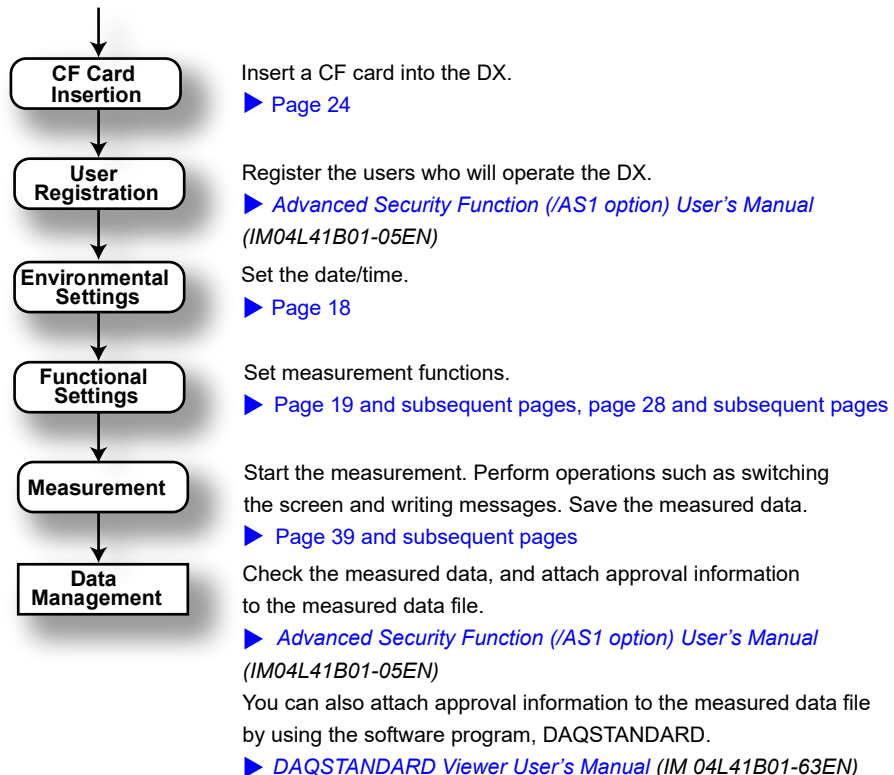 CF Card
Insertion
Insert a CF card into the DX.
▶ Page 24
User
Registration
Register the users who will operate the DX.
▶ Advanced Security Function (/AS1 option) User's Manual
(IM04L41B01-05EN)
Environmental
Settings
Set the date/time.
▶ Page 18
Functional
Settings
Set measurement functions.
▶ Page 19 and subsequent pages, page 28 and subsequent pages
Measurement
Start the measurement. Perform operations such as switching
the screen and writing messages. Save the measured data.
▶ Page 39 and subsequent pages
Data
Management
Check the measured data, and attach approval information
to the measured data file.
▶ Advanced Security Function (/AS1 option) User's Manual
(IM04L41B01-05EN)
You can also attach approval information to the measured data file
by using the software program, DAQSTANDARD.
▶ DAQSTANDARD Viewer User's Manual (IM 04L41B01-63EN)